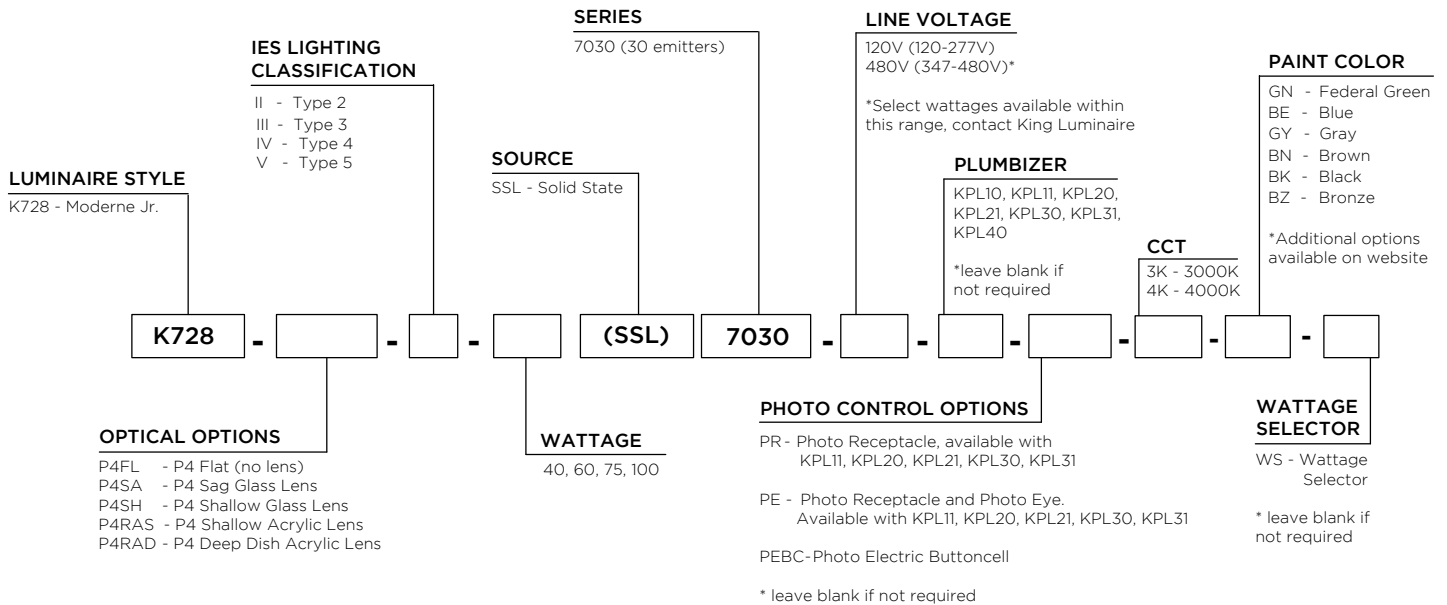 SERIES
7030 (30 emitters)
LINE VOLTAGE
120V (120-277V)
480V (347-480V)*
*Select wattages available within
this range, contact King Luminaire
IES LIGHTING
CLASSIFICATION
II - Type 2
III - Type 3
IV - Type 4
V - Type 5
PAINT COLOR
GN - Federal Green
BE - Blue
GY - Gray
BN - Brown
BK - Black
BZ - Bronze
*Additional options
available on website
SOURCE
SSL - Solid State
PLUMBIZER
KPL10, KPL11, KPL20,
KPL21, KPL30, KPL31,
KPL40
*leave blank if
not required
LUMINAIRE STYLE
K728 - Moderne Jr.
CCT
3K - 3000K
4K - 4000K
K728 - - - (SSL) 7030 - - - - -
OPTICAL OPTIONS
P4FL - P4 Flat (no lens)
P4SA - P4 Sag Glass Lens
P4SH - P4 Shallow Glass Lens
P4RAS - P4 Shallow Acrylic Lens
P4RAD - P4 Deep Dish Acrylic Lens
WATTAGE
40, 60, 75, 100
PHOTO CONTROL OPTIONS
PR - Photo Receptacle, available with
KPL11, KPL20, KPL21, KPL30, KPL31
PE - Photo Receptacle and Photo Eye.
Available with KPL11, KPL20, KPL21, KPL30, KPL31
PEBC-Photo Electric Buttoncell
* leave blank if not required
WATTAGE
SELECTOR
WS - Wattage
Selector
* leave blank if
not required